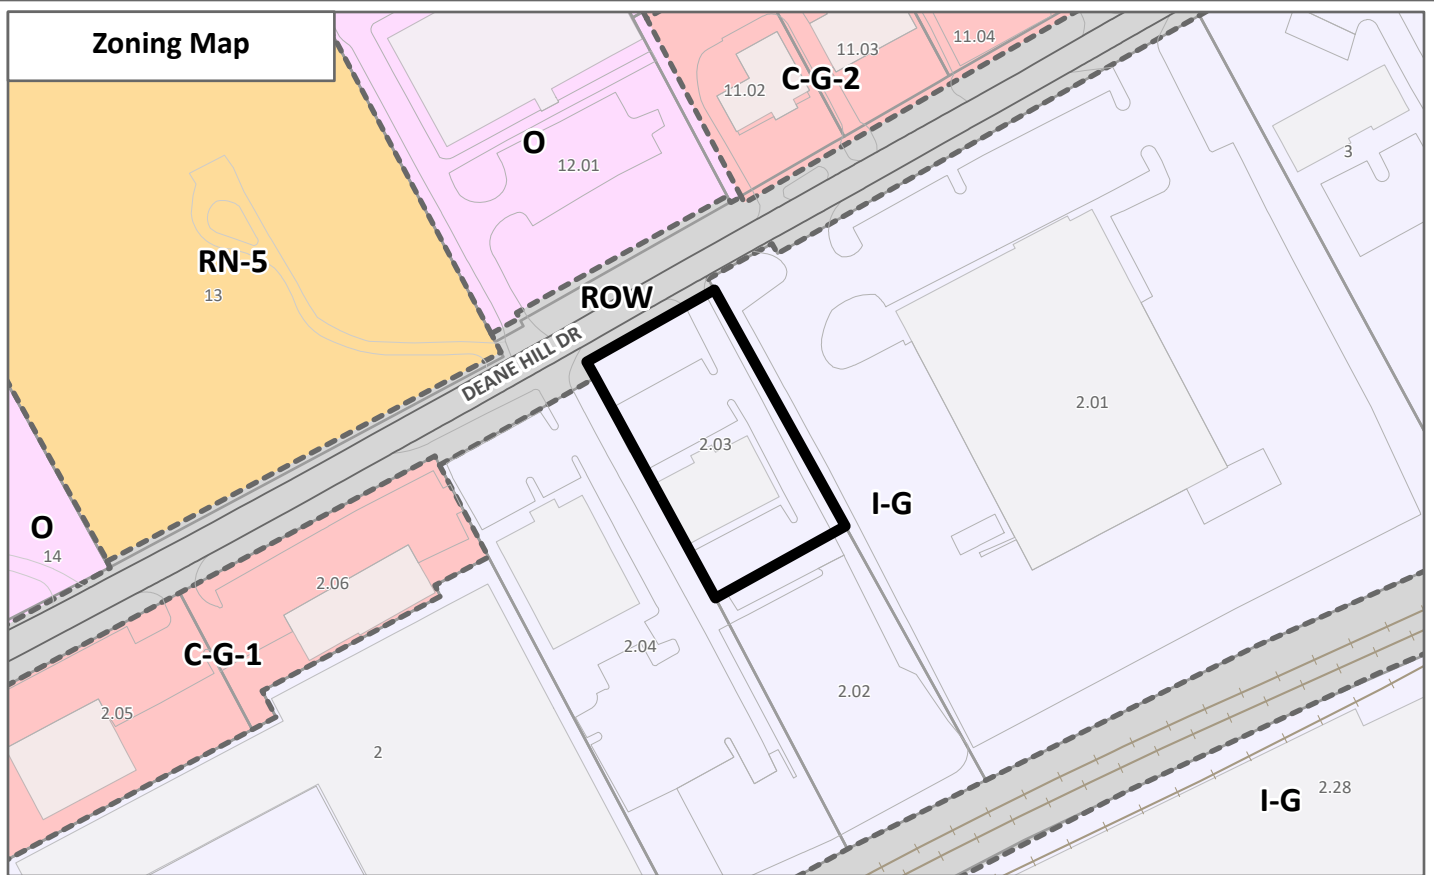 Zoning Map
11.04
11.03
C-G-2
11.02
O
12.01
3
RN-5
13
ROW
DEANE HILL DR
2.01
2.03
I-G
O
14
2.06
2.04
C-G-1
2.02
2.05
2
2.28
I-G